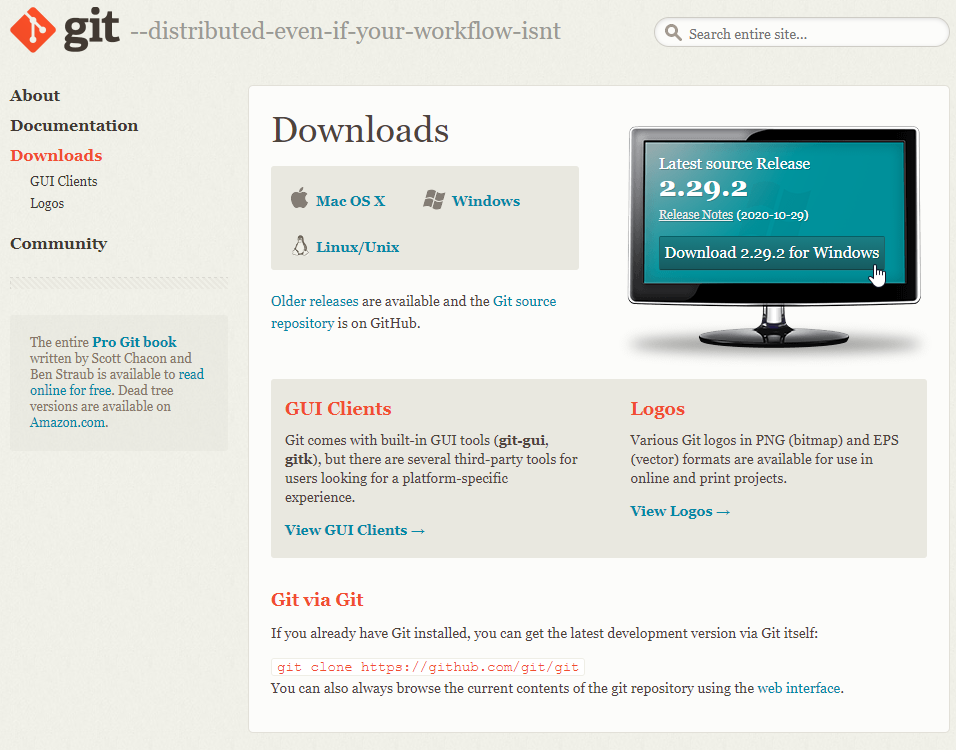 git --distributed-even-if-your-workflow-isnt
Search entire site...
About
Documentation
Downloads
GUI Clients
Logos
Community
The entire Pro Git book
written by Scott Chacon and
Ben Straub is available to read
online for free. Dead tree
versions are available on
Amazon.com.
Downloads
Mac OS X
Windows
Linux/Unix
Older releases are available and the Git source
repository is on GitHub.
Latest source Release
2.29.2
Release Notes (2020-10-29)
Download 2.29.2 for Windows
GUI Clients
Git comes with built-in GUI tools (git-gui,
gitk), but there are several third-party tools for
users looking for a platform-specific
experience.
View GUI Clients →
Logos
Various Git logos in PNG (bitmap) and EPS
(vector) formats are available for use in
online and print projects.
View Logos →
Git via Git
If you already have Git installed, you can get the latest development version via Git itself:
git clone https://github.com/git/git
You can also always browse the current contents of the git repository using the web interface.